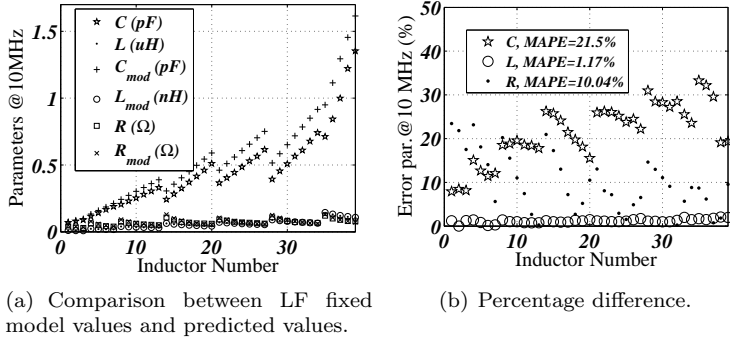 (a)
1.5
1
0.5
0
Parameters @10MHz
C (pF)
L (uH)
C_mod (pF)
L_mod (nH)
R (Ω)
R_mod (Ω)
0 10 20 30
Inductor Number
(b)
50
40
30
20
10
0
Error par.@10 MHz (%)
C, MAPE=21.5%
L, MAPE=1.17%
R, MAPE=10.04%
0 10 20 30
Inductor Number
(a) Comparison between LF fixed
model values and predicted values.
(b) Percentage difference.